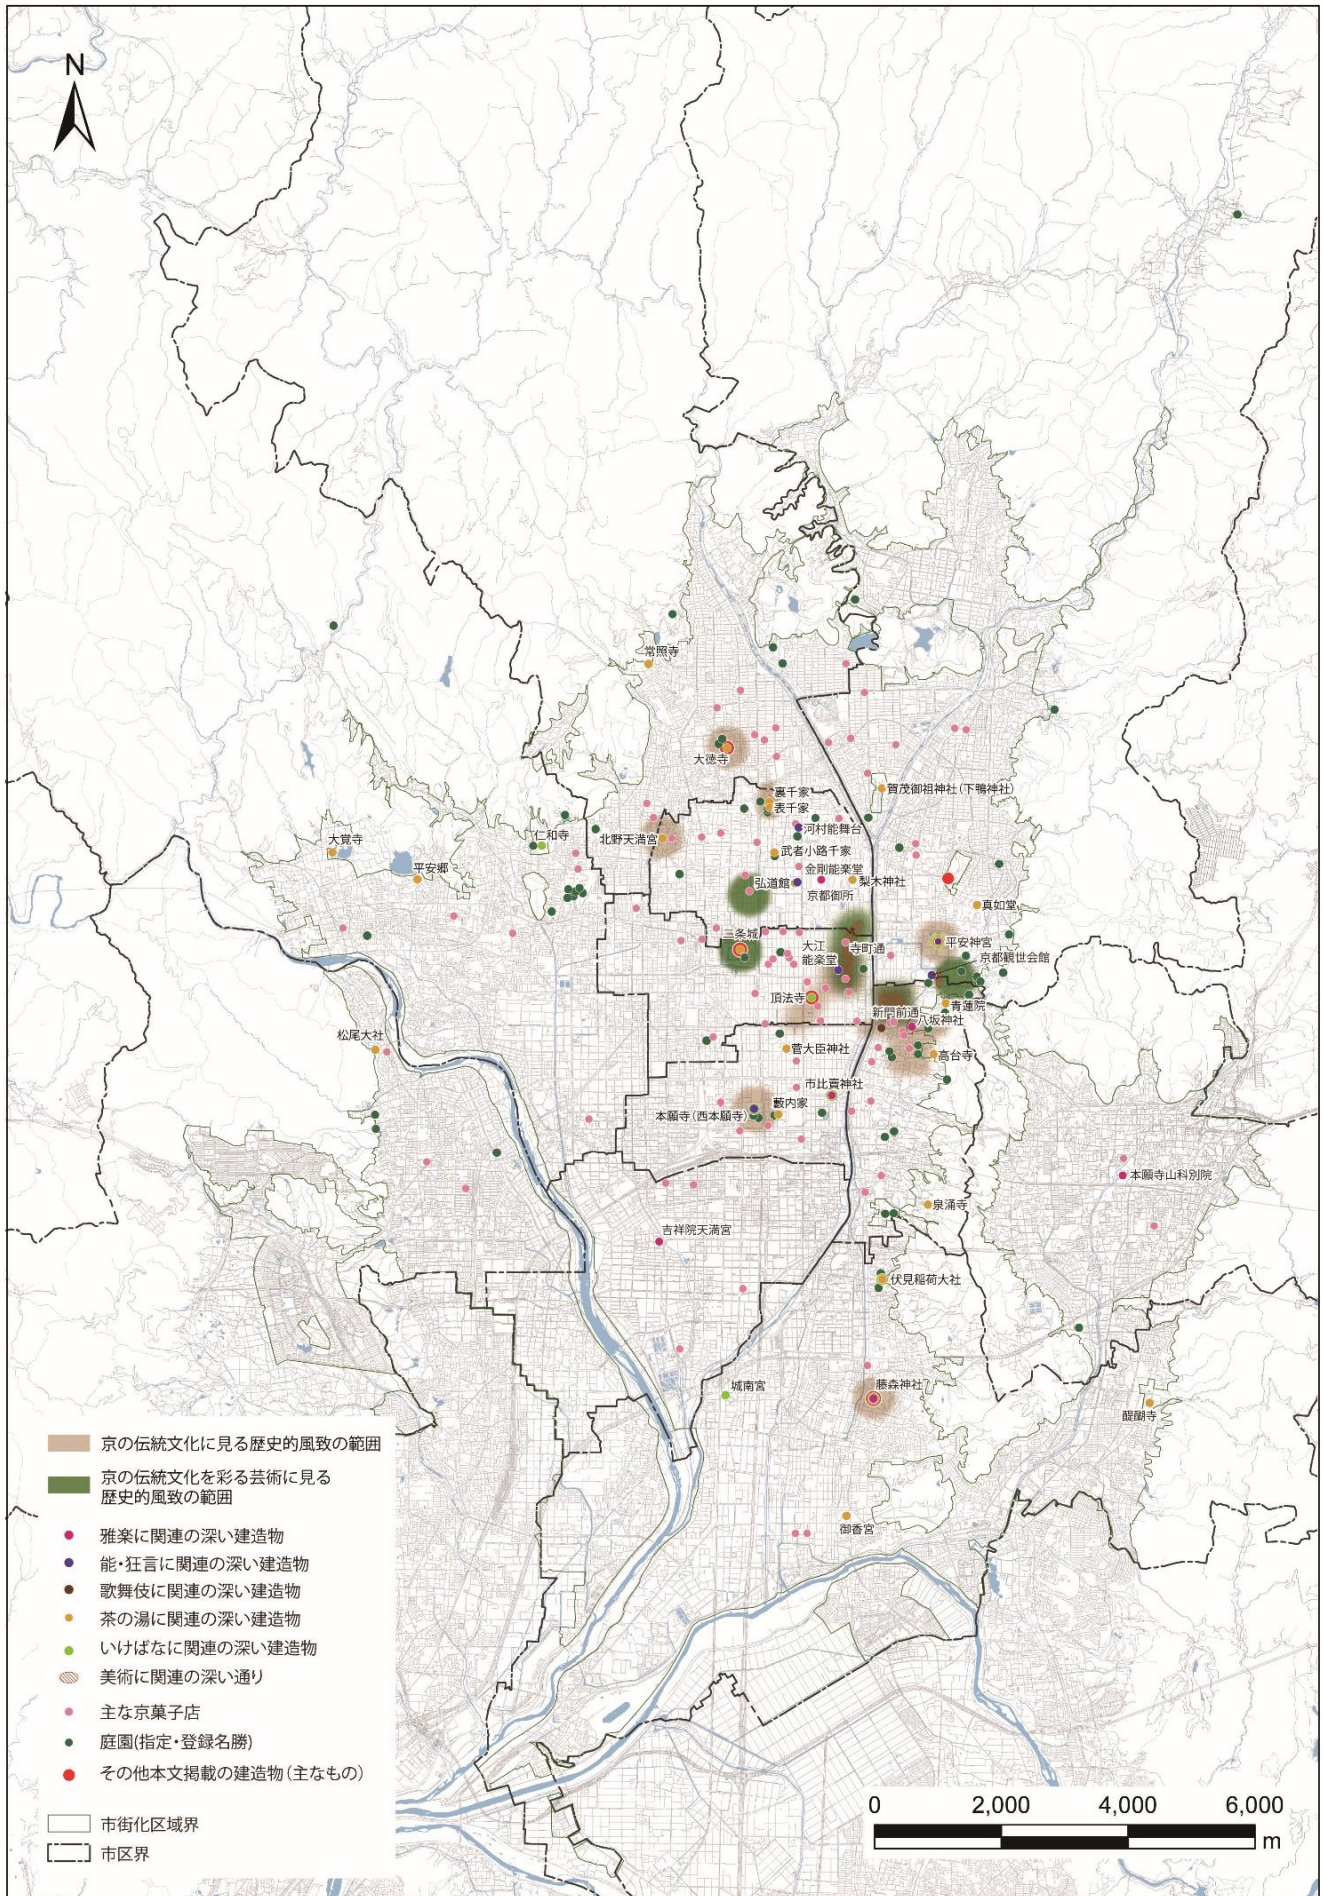 N
常照寺
大徳寺
裏千家
表千家
賀茂御祖神社(下鴨神社)
河村能舞台
北野天満宮
仁和寺
大覚寺
平安郷
武者小路千家
金剛能楽堂
弘道館
京都御所
梨木神社
真如堂
二条城
大江
能楽堂
寺町通
平安神宮
京都観世会館
頂法寺
青蓮院
新門前通
八坂神社
松尾大社
菅大臣神社
高台寺
市比賣神社
本願寺(西本願寺)
藪内家
本願寺山科別院
泉涌寺
吉祥院天満宮
伏見稲荷大社
城南宮
藤森神社
醍醐寺
御香宮
京の伝統文化に見る歴史的風致の範囲
京の伝統文化を彩る芸術に見る
歴史的風致の範囲
雅楽に関連の深い建造物
能・狂言に関連の深い建造物
歌舞伎に関連の深い建造物
茶の湯に関連の深い建造物
いけばなに関連の深い建造物
美術に関連の深い通り
主な京菓子店
庭園(指定・登録名勝)
その他本文掲載の建造物(主なもの)
市街化区域界
市区界
0 2,000 4,000 6,000
m